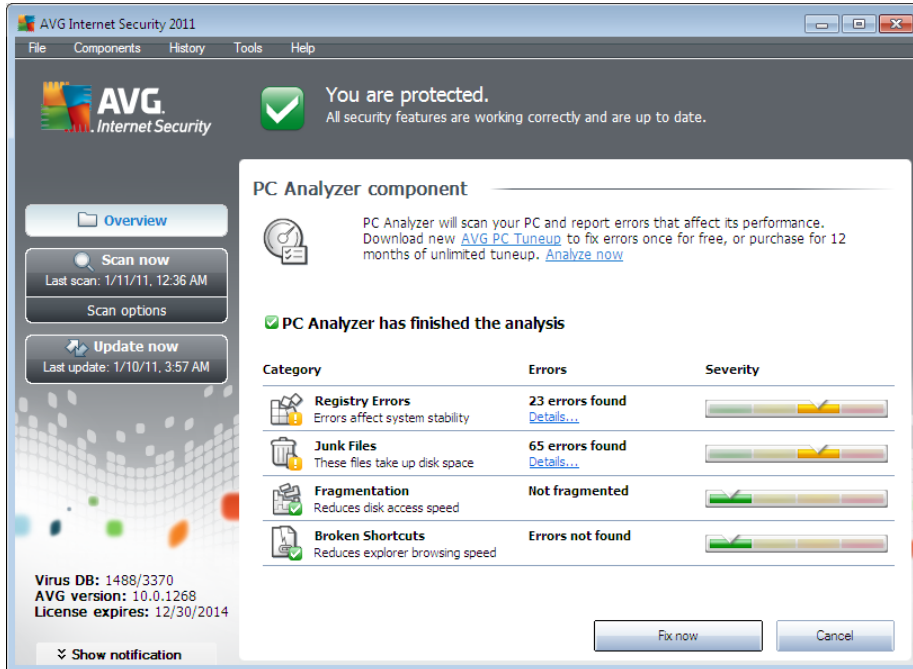 AVG Internet Security 2011
File Components History Tools Help
AVG.
Internet Security
You are protected.
All security features are working correctly and are up to date.
Overview
Scan now
Last scan: 1/11/11, 12:36 AM
Scan options
Update now
Last update: 1/10/11, 3:57 AM
PC Analyzer component
PC Analyzer will scan your PC and report errors that affect its performance.
Download new AVG PC Tuneup to fix errors once for free, or purchase for 12
months of unlimited tuneup. Analyze now
PC Analyzer has finished the analysis
Category Errors Severity
Registry Errors 23 errors found
Errors affect system stability Details...
Junk Files 65 errors found
These files take up disk space Details...
Fragmentation Not fragmented
Reduces disk access speed
Broken Shortcuts Errors not found
Reduces explorer browsing speed
Virus DB: 1488/3370
AVG version: 10.0.1268
License expires: 12/30/2014
Show notification
Fix now Cancel